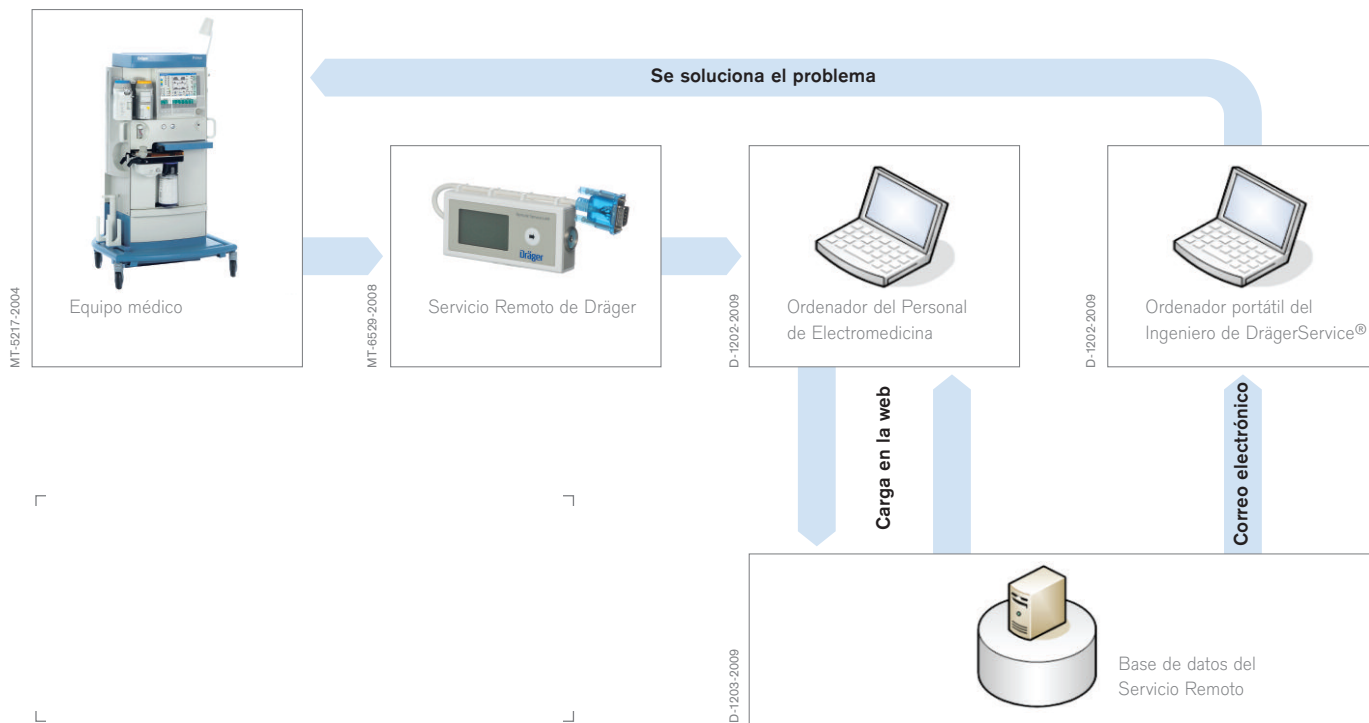 Se soluciona el problema
MT-5217-2004
Equipo médico
MT-6529-2008
Dräger
Servicio Remoto de Dräger
D-1202-2009
Ordenador del Personal
de Electromedicina
D-1202-2009
Ordenador portátil del
Ingeniero de DrägerService®
Carga en la web
Correo electrónico
D-1203-2009
Base de datos del
Servicio Remoto